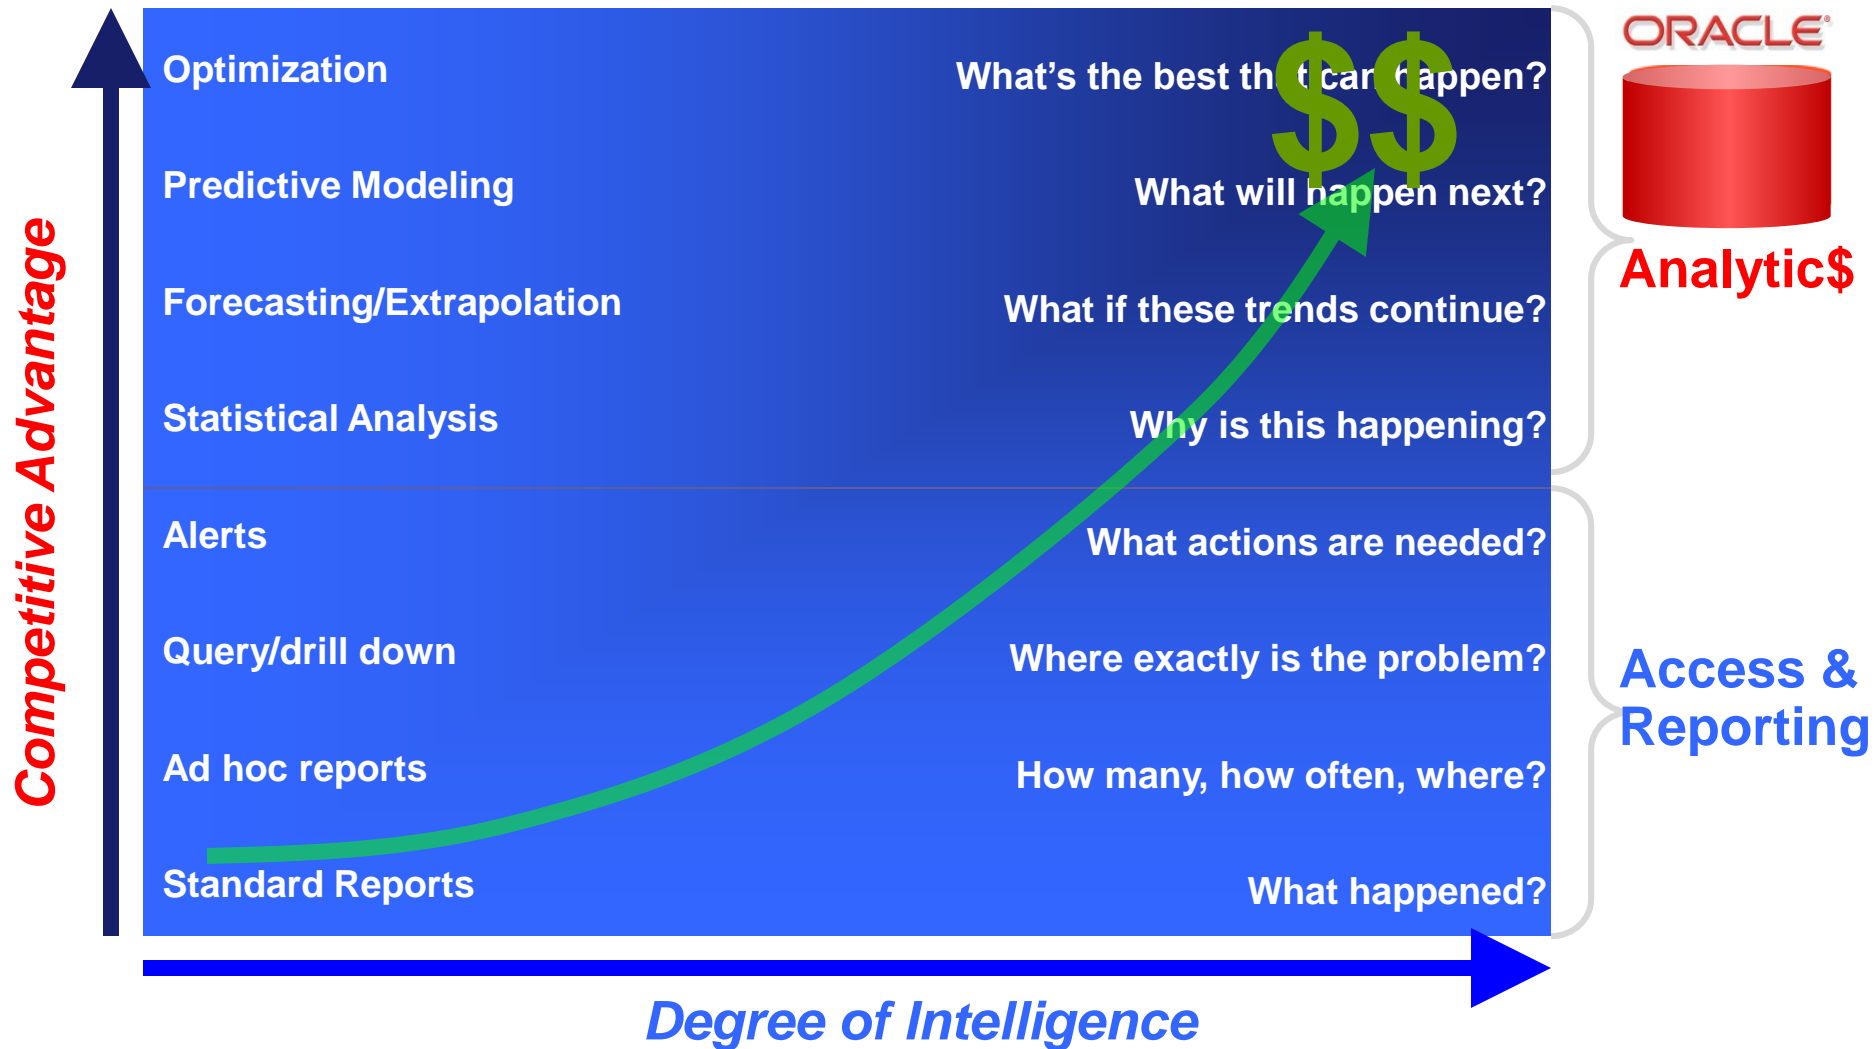 Optimization
What's the best that can happen?
Predictive Modeling
What will happen next?
Forecasting/Extrapolation
What if these trends continue?
Statistical Analysis
Why is this happening?
Alerts
What actions are needed?
Query/drill down
Where exactly is the problem?
Ad hoc reports
How many, how often, where?
Standard Reports
What happened?
$$
Competitive Advantage
Degree of Intelligence
ORACLE®
Analytic$
Access &
Reporting